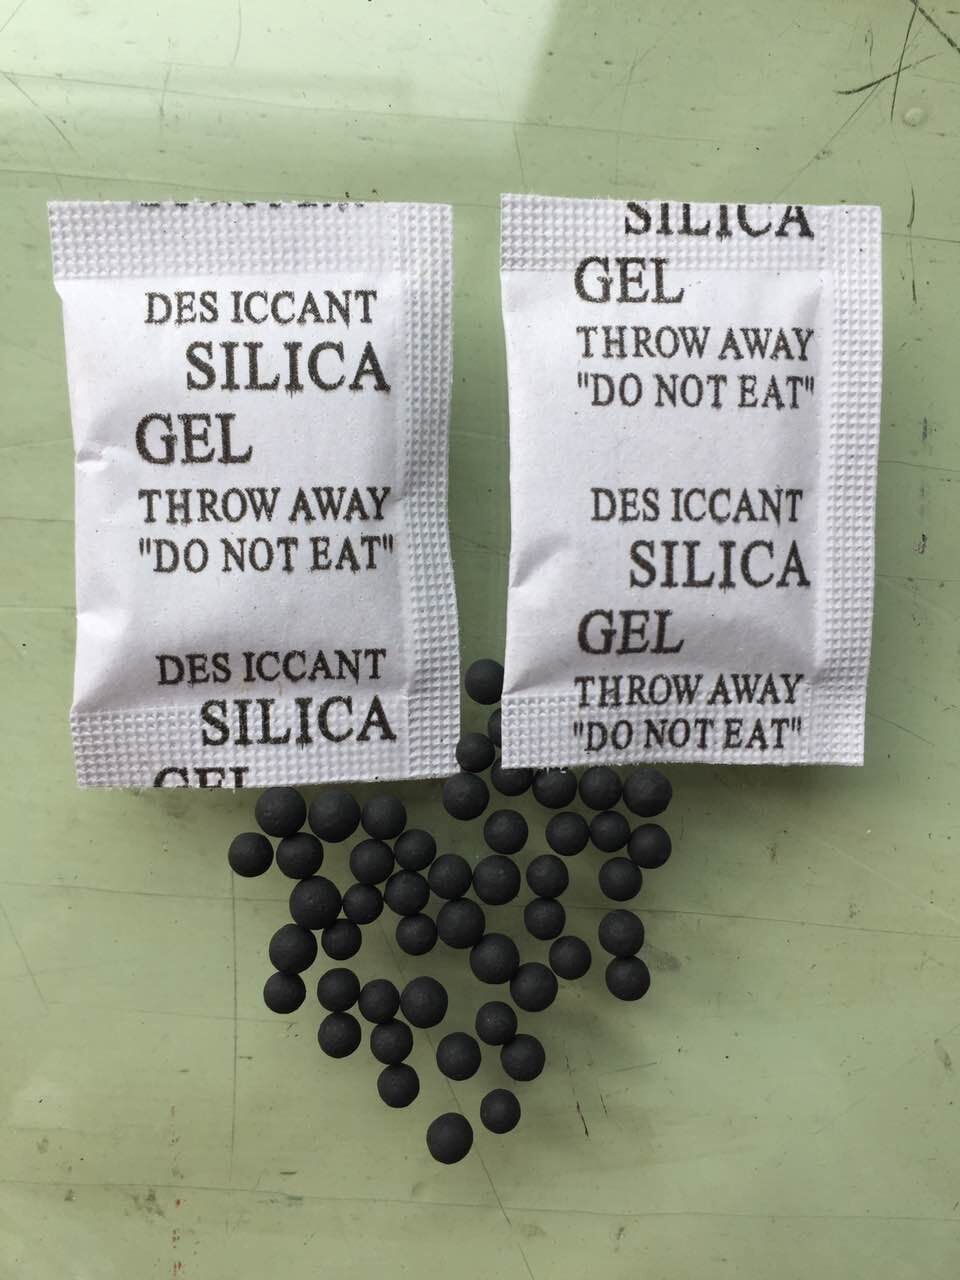 DES ICCANT
SILICA
GEL
THROW AWAY
"DO NOT EAT"
DES ICCANT
SILICA
GEL
SILICA
GEL
THROW AWAY
"DO NOT EAT"
DES ICCANT
SILICA
GEL
THROW AWAY
"DO NOT EAT"